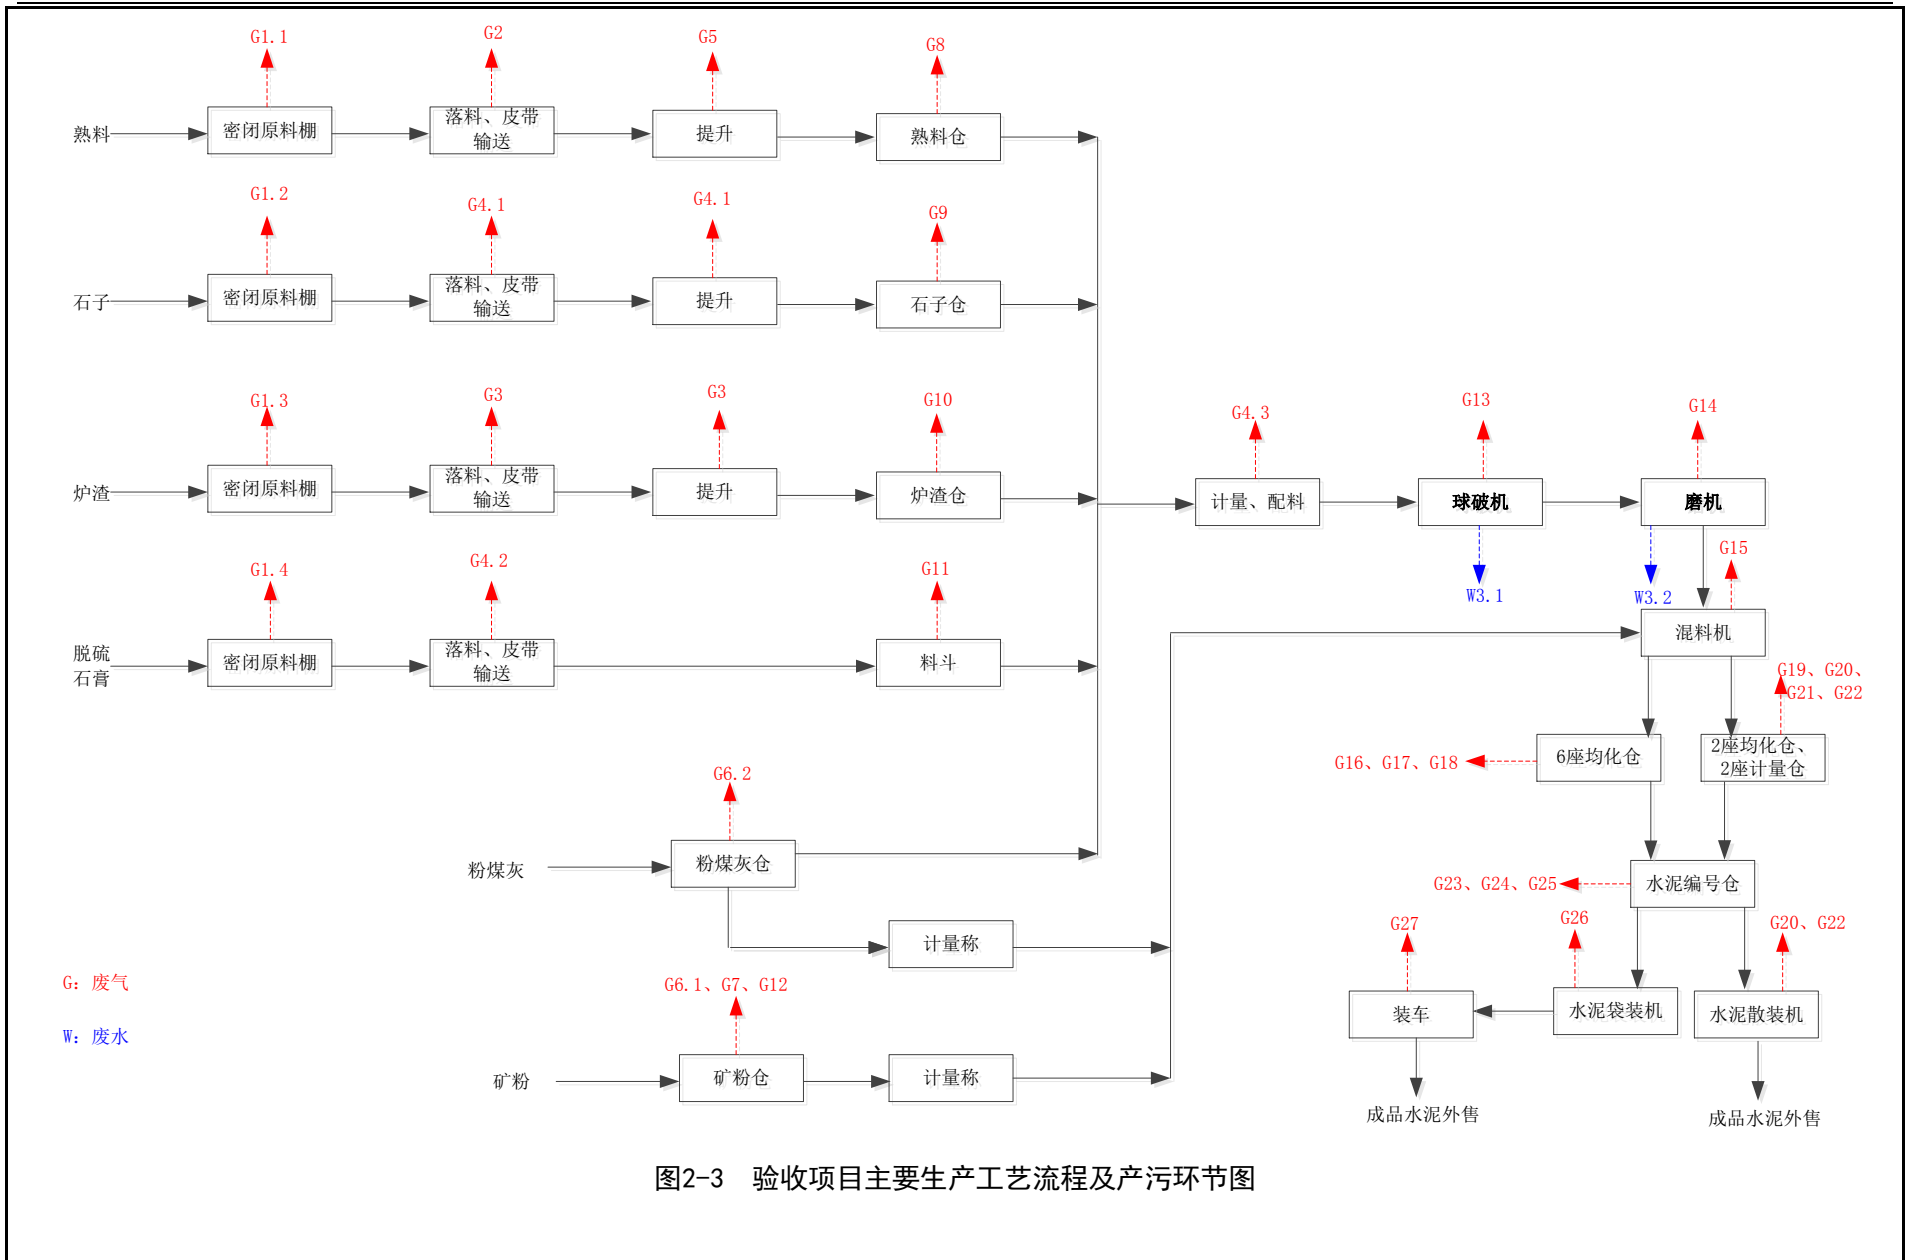 G1.1
G2
G5
G8
熟料
密闭原料棚
落料、皮带
输送
提升
熟料仓
G1.2
G4.1
G4.1
G9
石子
密闭原料棚
落料、皮带
输送
提升
石子仓
G1.3
G3
G3
G10
G4.3
G13
G14
炉渣
密闭原料棚
落料、皮带
输送
提升
炉渣仓
计量、配料
球破机
磨机
G1.4
G4.2
G11
W3.1
W3.2
G15
脱硫
石膏
密闭原料棚
落料、皮带
输送
料斗
混料机
G19、G20、
G21、G22
G6.2
G16、G17、G18
6座均化仓
2座均化仓、
2座计量仓
粉煤灰
粉煤灰仓
G23、G24、G25
水泥编号仓
计量称
G27
G26
G20、G22
G：废气
G6.1、G7、G12
装车
水泥袋装机
水泥散装机
W：废水
矿粉
矿粉仓
计量称
成品水泥外售
成品水泥外售
图2-3 验收项目主要生产工艺流程及产污环节图